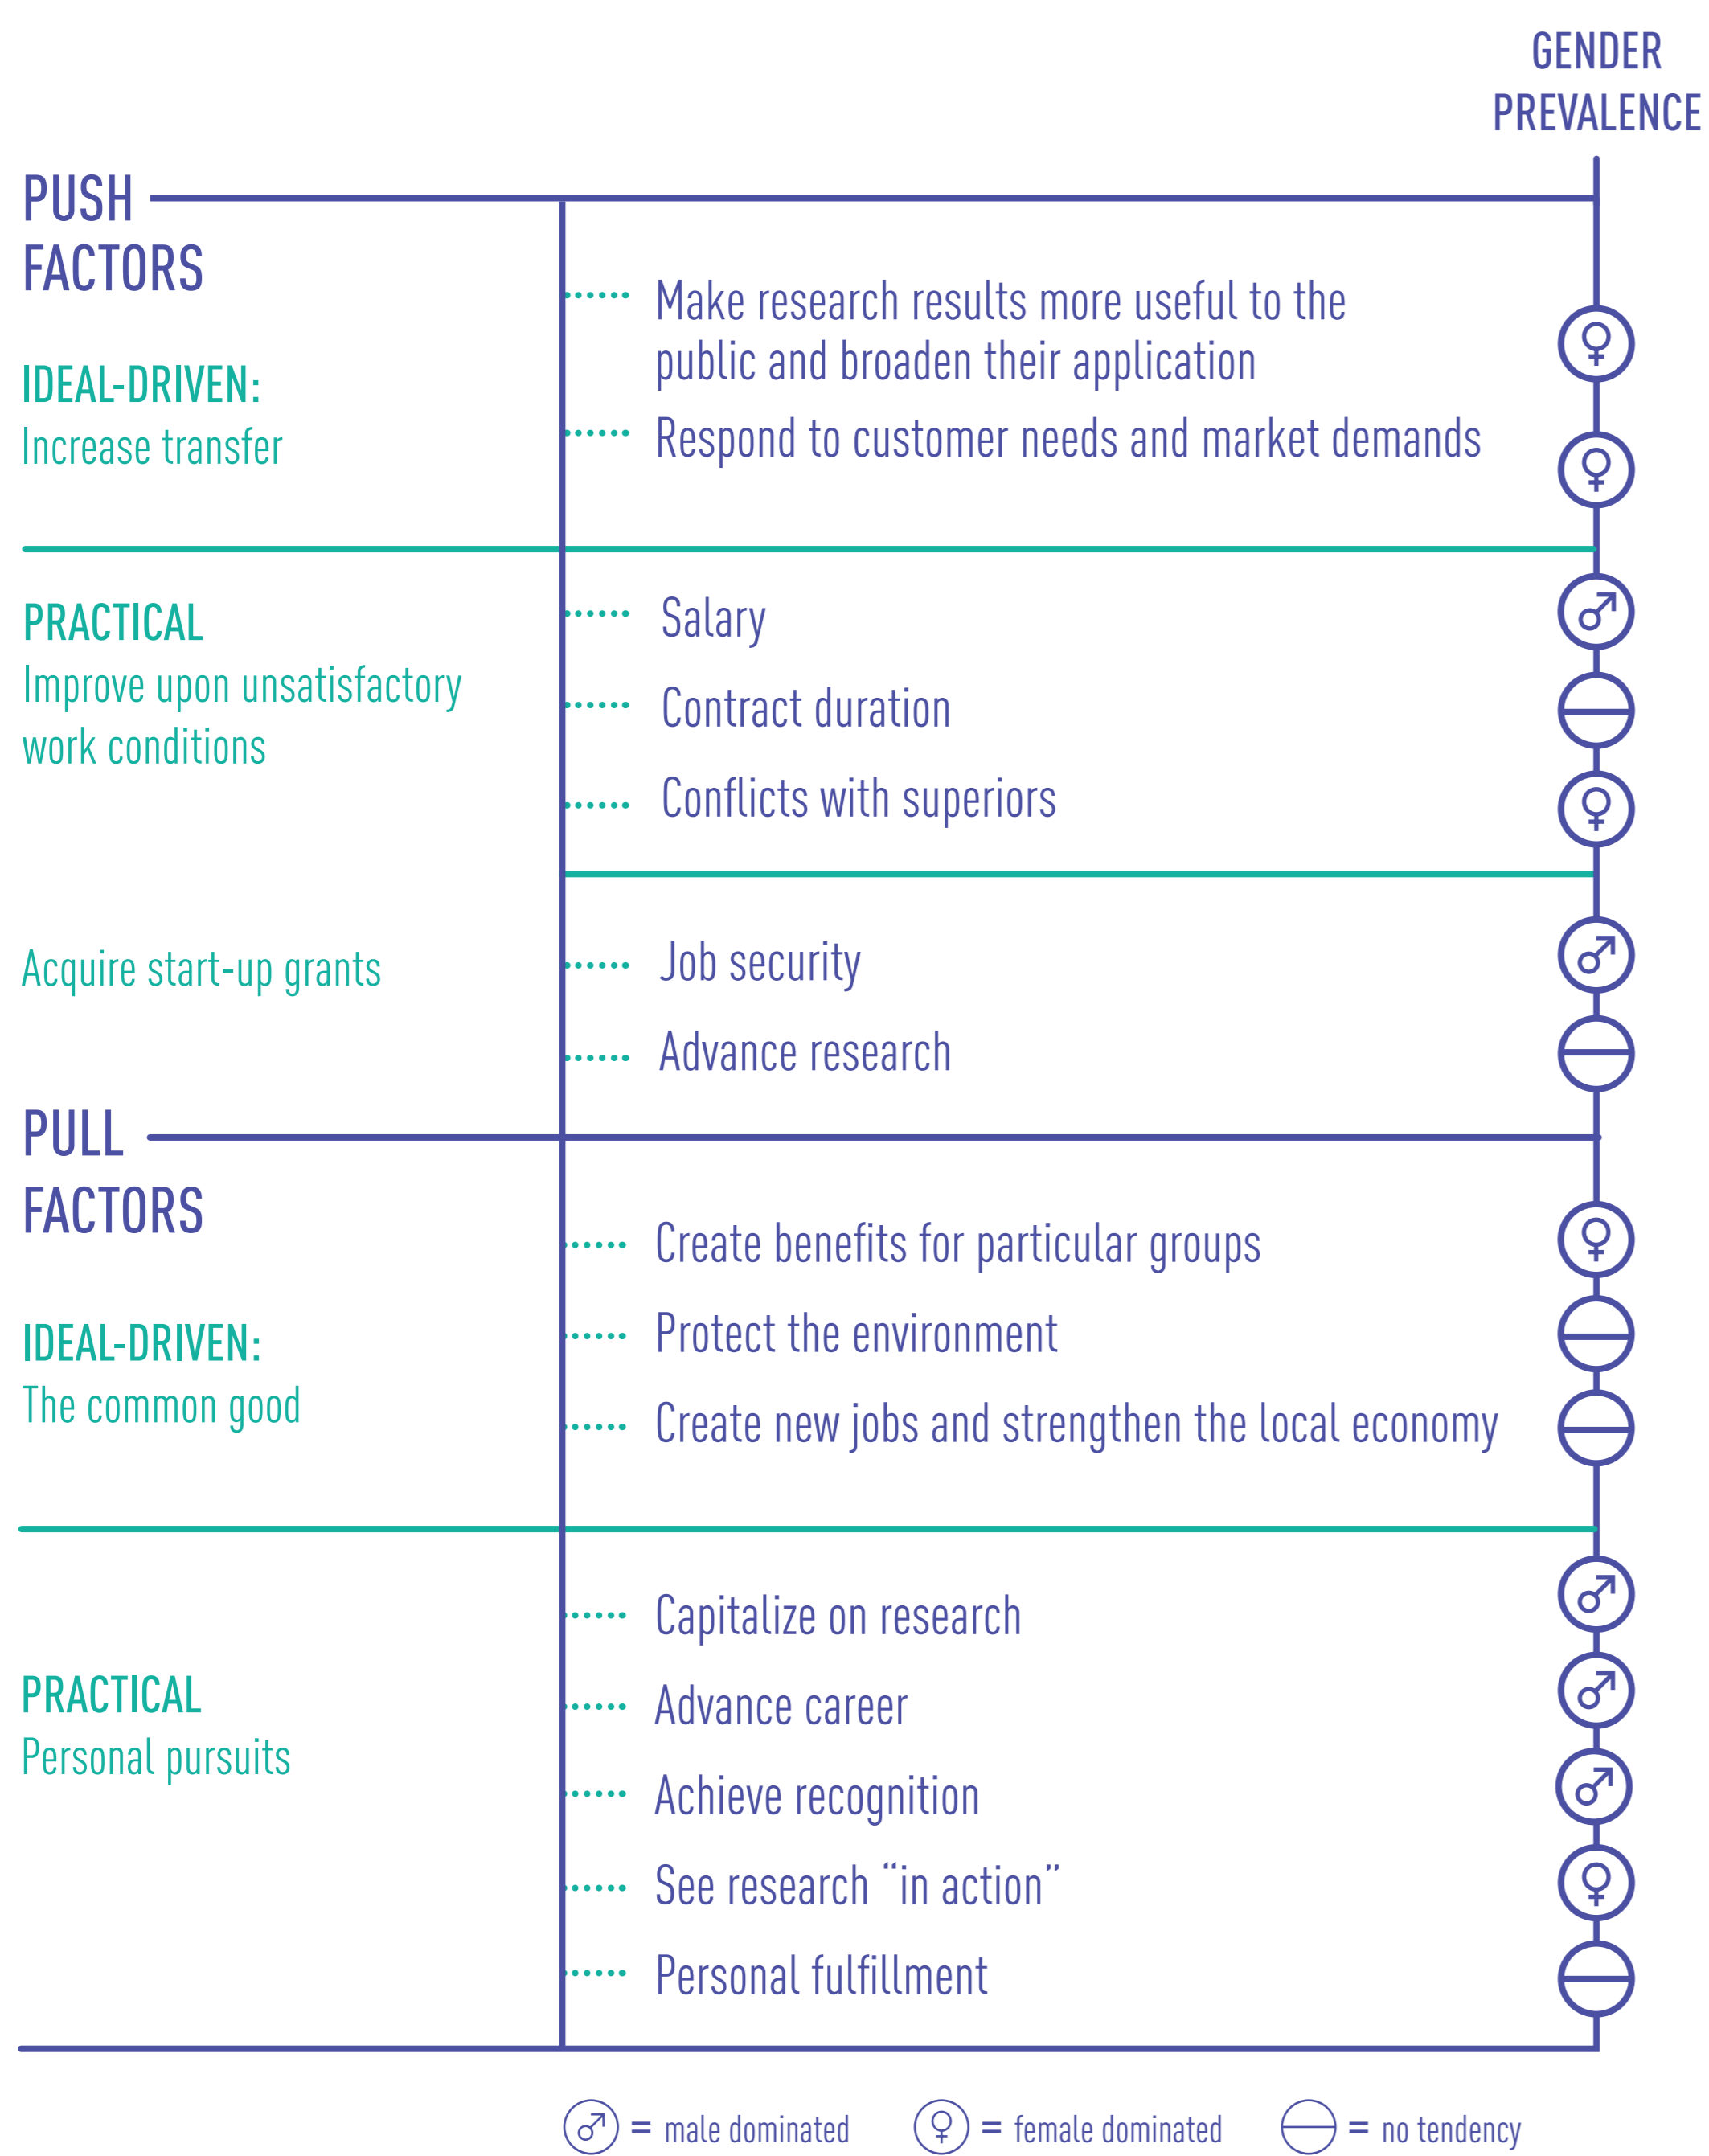 GENDER
PREVALENCE
PUSH
FACTORS
IDEAL-DRIVEN:
Increase transfer
Make research results more useful to the
public and broaden their application
Respond to customer needs and market demands
PRACTICAL
Improve upon unsatisfactory
work conditions
Salary
Contract duration
Conflicts with superiors
Acquire start-up grants
Job security
Advance research
PULL
FACTORS
IDEAL-DRIVEN:
The common good
Create benefits for particular groups
Protect the environment
Create new jobs and strengthen the local economy
PRACTICAL
Personal pursuits
Capitalize on research
Advance career
Achieve recognition
See research “in action”
Personal fulfillment
♂ = male dominated ♀ = female dominated = no tendency